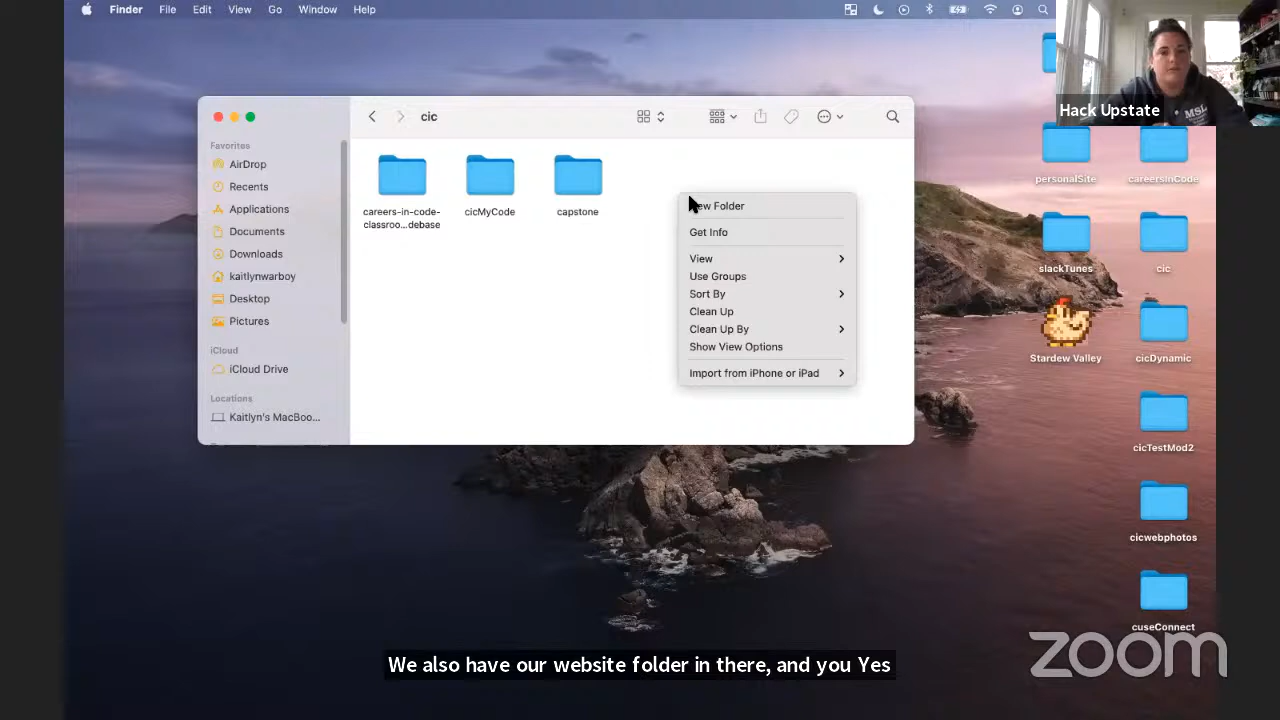 Finder File Edit View Go Window Help
Hack Upstate
MSL
cic
Favorites
AirDrop
Recents
Applications
Documents
Downloads
kaitlynwarboy
Desktop
Pictures
iCloud
iCloud Drive
Locations
Kaitlyn's MacBoo...
careers-in-code-
classroo...debase
cicMyCode
capstone
Folder
Get Info
View
Use Groups
Sort By
Clean Up
Clean Up By
Show View Options
Import from iPhone or iPad
personalSite
careersInCode
slackTunes
cic
Stardew Valley
cicDynamic
cicTestMod2
cicwebphotos
cuseConnect
We also have our website folder in there, and you Yes
zoom